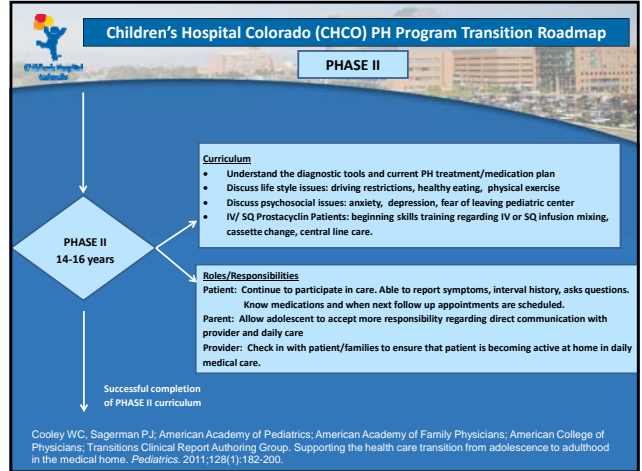 Children's Hospital Colorado (CHCO) PH Program Transition Roadmap
Children's Hospital
Colorado
PHASE II
Curriculum
• Understand the diagnostic tools and current PH treatment/medication plan
• Discuss life style issues: driving restrictions, healthy eating, physical exercise
• Discuss psychosocial issues: anxiety, depression, fear of leaving pediatric center
• IV/ SQ Prostacyclin Patients: beginning skills training regarding IV or SQ infusion mixing,
cassette change, central line care.
PHASE II
14-16 years
Roles/Responsibilities
Patient: Continue to participate in care. Able to report symptoms, interval history, asks questions.
Know medications and when next follow up appointments are scheduled.
Parent: Allow adolescent to accept more responsibility regarding direct communication with
provider and daily care
Provider: Check in with patient/families to ensure that patient is becoming active at home in daily
medical care.
Successful completion
of PHASE II curriculum
Cooley WC, Sagerman PJ; American Academy of Pediatrics; American Academy of Family Physicians; American College of
Physicians; Transitions Clinical Report Authoring Group. Supporting the health care transition from adolescence to adulthood
in the medical home. Pediatrics. 2011;128(1):182-200.